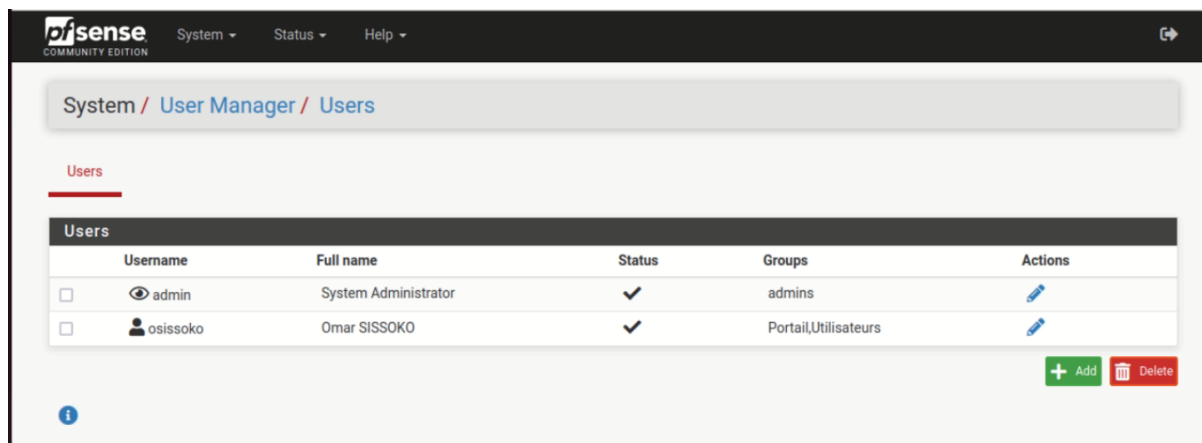 pfsense System Status Help
COMMUNITY EDITION
System / User Manager / Users
Users
Users
Username Full name Status Groups Actions
admin System Administrator admins
osissoko Omar SISSOKO Portail,Utilisateurs
Add Delete